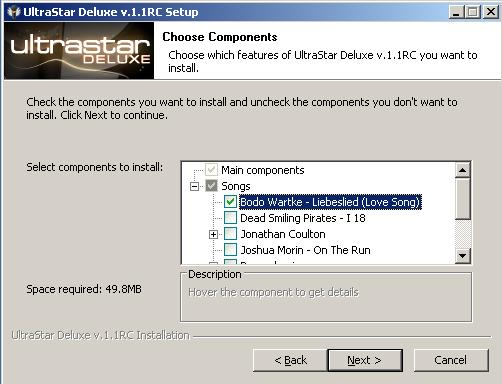 UltraStar Deluxe v.1.1RC Setup
ultrastar
DELUXE
Choose Components
Choose which features of UltraStar Deluxe v.1.1RC you want to
install.
Check the components you want to install and uncheck the components you don't want to
install. Click Next to continue.
Select components to install:
Main components
Songs
Bodo Wartke - Liebeslied (Love Song)
Dead Smiling Pirates - I 18
Jonathan Coulton
Joshua Morin - On The Run
Space required: 49.8MB
Description
Hover the component to get details
UltraStar Deluxe v.1.1RC Installation
< Back
Next >
Cancel